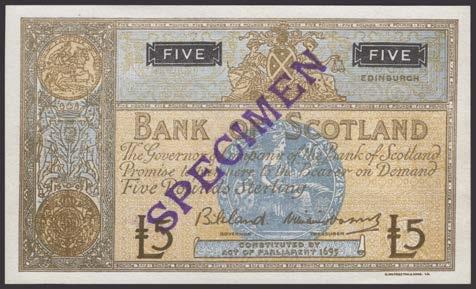 FIVE FIVE
EDINBURGH
SPECIMEN
BANK OF SCOTLAND
The Governor & Company of the Bank of Scotland
Promise to pay here to the Bearer on Demand
Five Pounds Sterling
£5 £5
GOVERNOR TREASURER
CONSTITUTED BY
ACT OF PARLIAMENT 1695